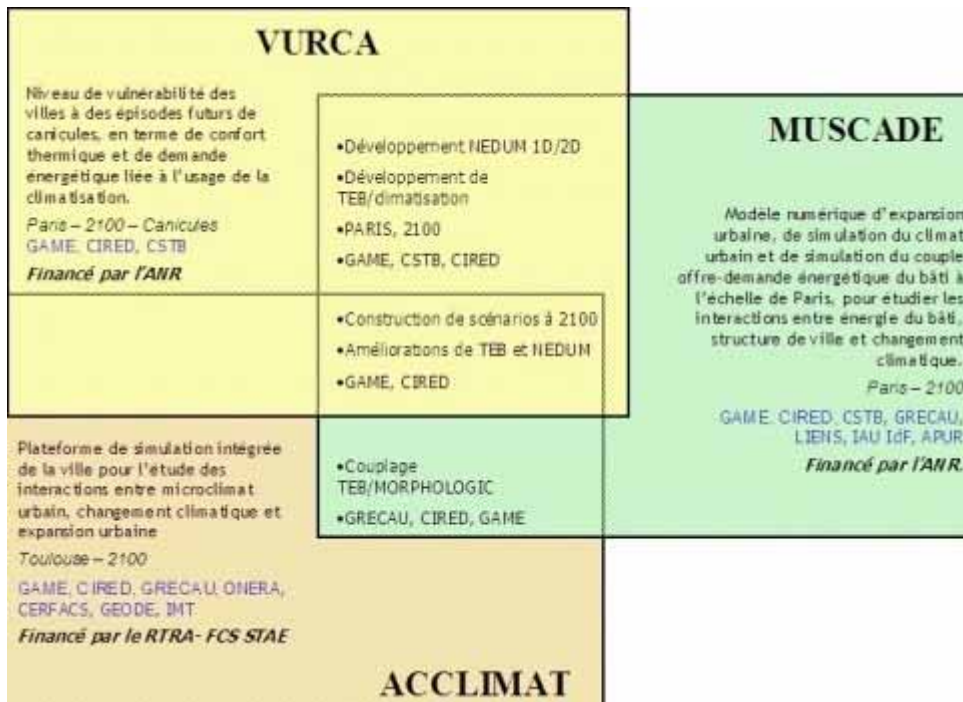 VURCA
Niveau de vulnérabilité des
villes à des épisodes futurs de
canicules, en terme de confort
thermique et de demande
énergétique liée à l'usage de la
climatisation.
Paris – 2100 – Canicules
GAME, CIRED, CSTB
Financé par l'ANR
•Développement NEDUM 1D/2D
•Développement de
TEB/climatisation
•PARIS, 2100
•GAME, CSTB, CIRED
•Construction de scénarios à 2100
•Améliorations de TEB et NEDUM
•GAME, CIRED
MUSCADE
Modèle numérique d'expansion
urbaine, de simulation du climat
urbain et de simulation du couple
offre-demande énergétique du bâti à
l'échelle de Paris, pour étudier les
interactions entre énergie du bâti,
structure de ville et changement
climatique.
Paris – 2100
GAME, CIRED, CSTB, GRECAU,
LIENS, IAU IdF, APUR
Financé par l'ANR.
•Couplage
TEB/MORPHOLOGIC
•GRECAU, CIRED, GAME
Plateforme de simulation intégrée
de la ville pour l'étude des
interactions entre microclimat
urbain, changement climatique et
expansion urbaine
Toulouse – 2100
GAME, CIRED, GRECAU, ONERA,
CERFACS, GEODE, IMT
Financé par le RTRA- FCS STAE
ACCLIMAT